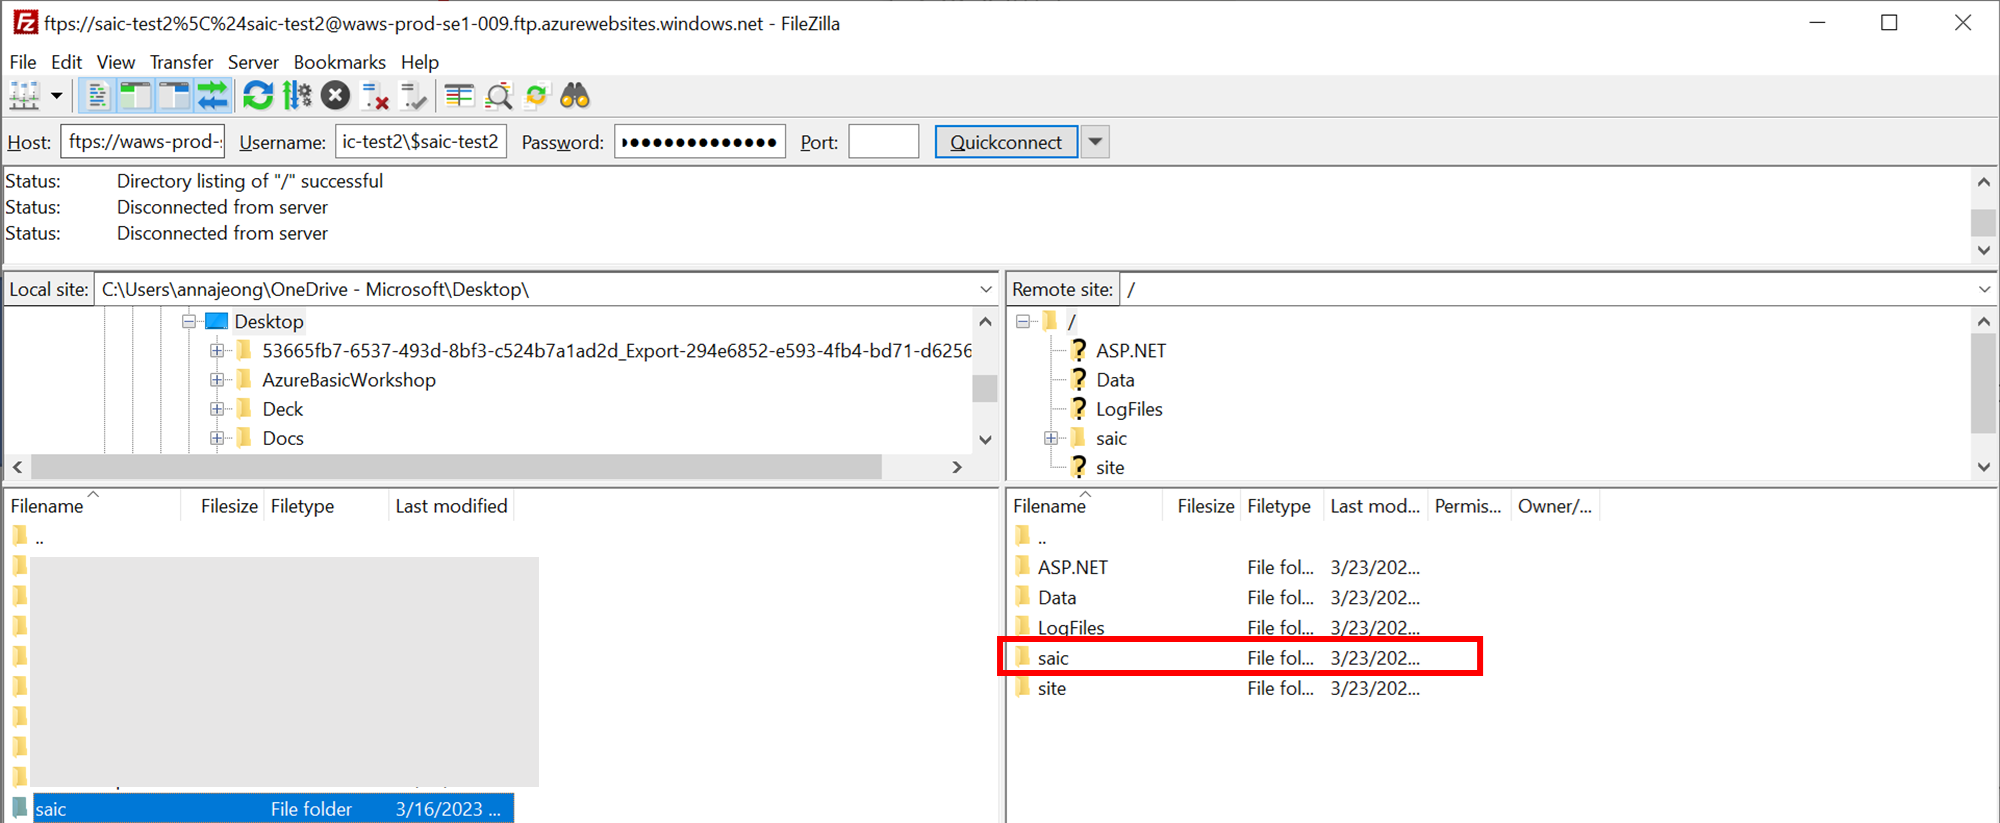 ftps://saic-test2%5C%24saic-test2@waws-prod-se1-009.ftp.azurewebsites.windows.net - FileZilla
File Edit View Transfer Server Bookmarks Help
Host: ftps://waws-prod- Username: ic-test2\$saic-test2 Password: ●●●●●●●●●●●●●● Port: Quickconnect
Status: Directory listing of "/" successful
Status: Disconnected from server
Status: Disconnected from server
Local site: C:\Users\annajeong\OneDrive - Microsoft\Desktop\
Desktop
53665fb7-6537-493d-8bf3-c524b7a1ad2d_Export-294e6852-e593-4fb4-bd71-d6256
AzureBasicWorkshop
Deck
Docs
Remote site: /
/
? ASP.NET
? Data
? LogFiles
saic
? site
Filename Filesize Filetype Last modified
..
saic File folder 3/16/2023 ...
Filename Filesize Filetype Last mod... Permis... Owner/...
..
ASP.NET File fol... 3/23/202...
Data File fol... 3/23/202...
LogFiles File fol... 3/23/202...
saic File fol... 3/23/202...
site File fol... 3/23/202...